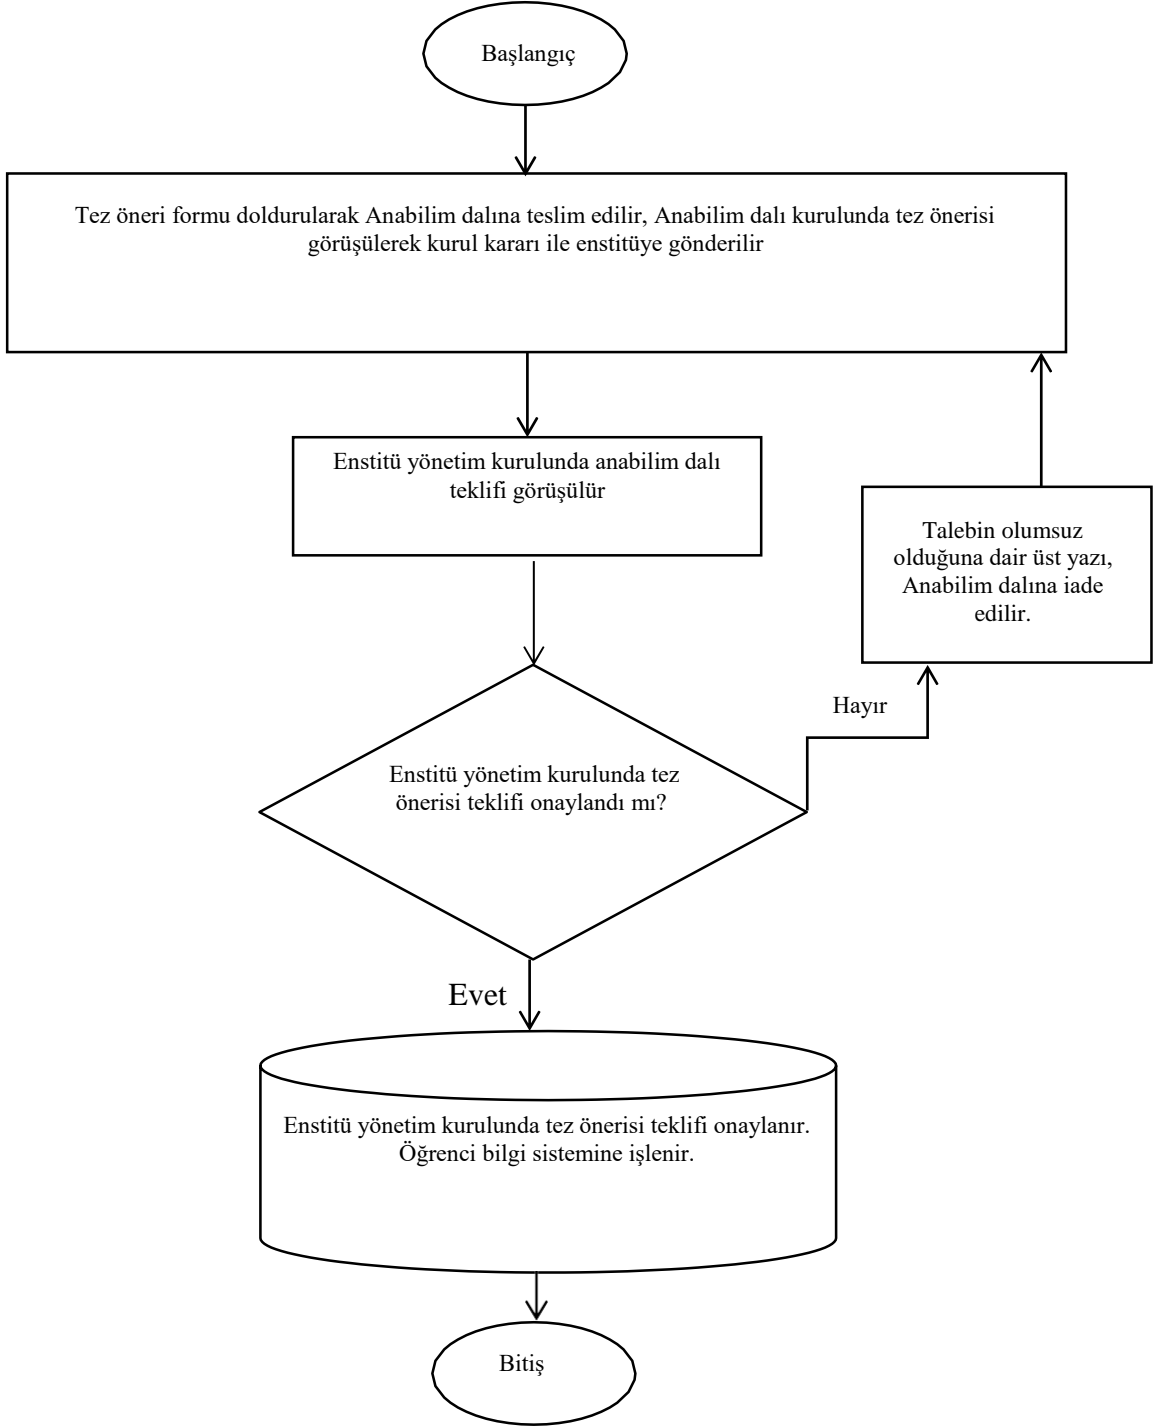 Başlangıç
Tez öneri formu doldurularak Anabilim dalına teslim edilir, Anabilim dalı kurulunda tez önerisi
görüşülerek kurul kararı ile enstitüye gönderilir
Enstitü yönetim kurulunda anabilim dalı
teklifi görüşülür
Talebin olumsuz
olduğuna dair üst yazı,
Anabilim dalına iade
edilir.
Hayır
Enstitü yönetim kurulunda tez
önerisi teklifi onaylandı mı?
Evet
Enstitü yönetim kurulunda tez önerisi teklifi onaylanır.
Öğrenci bilgi sistemine işlenir.
Bitiş